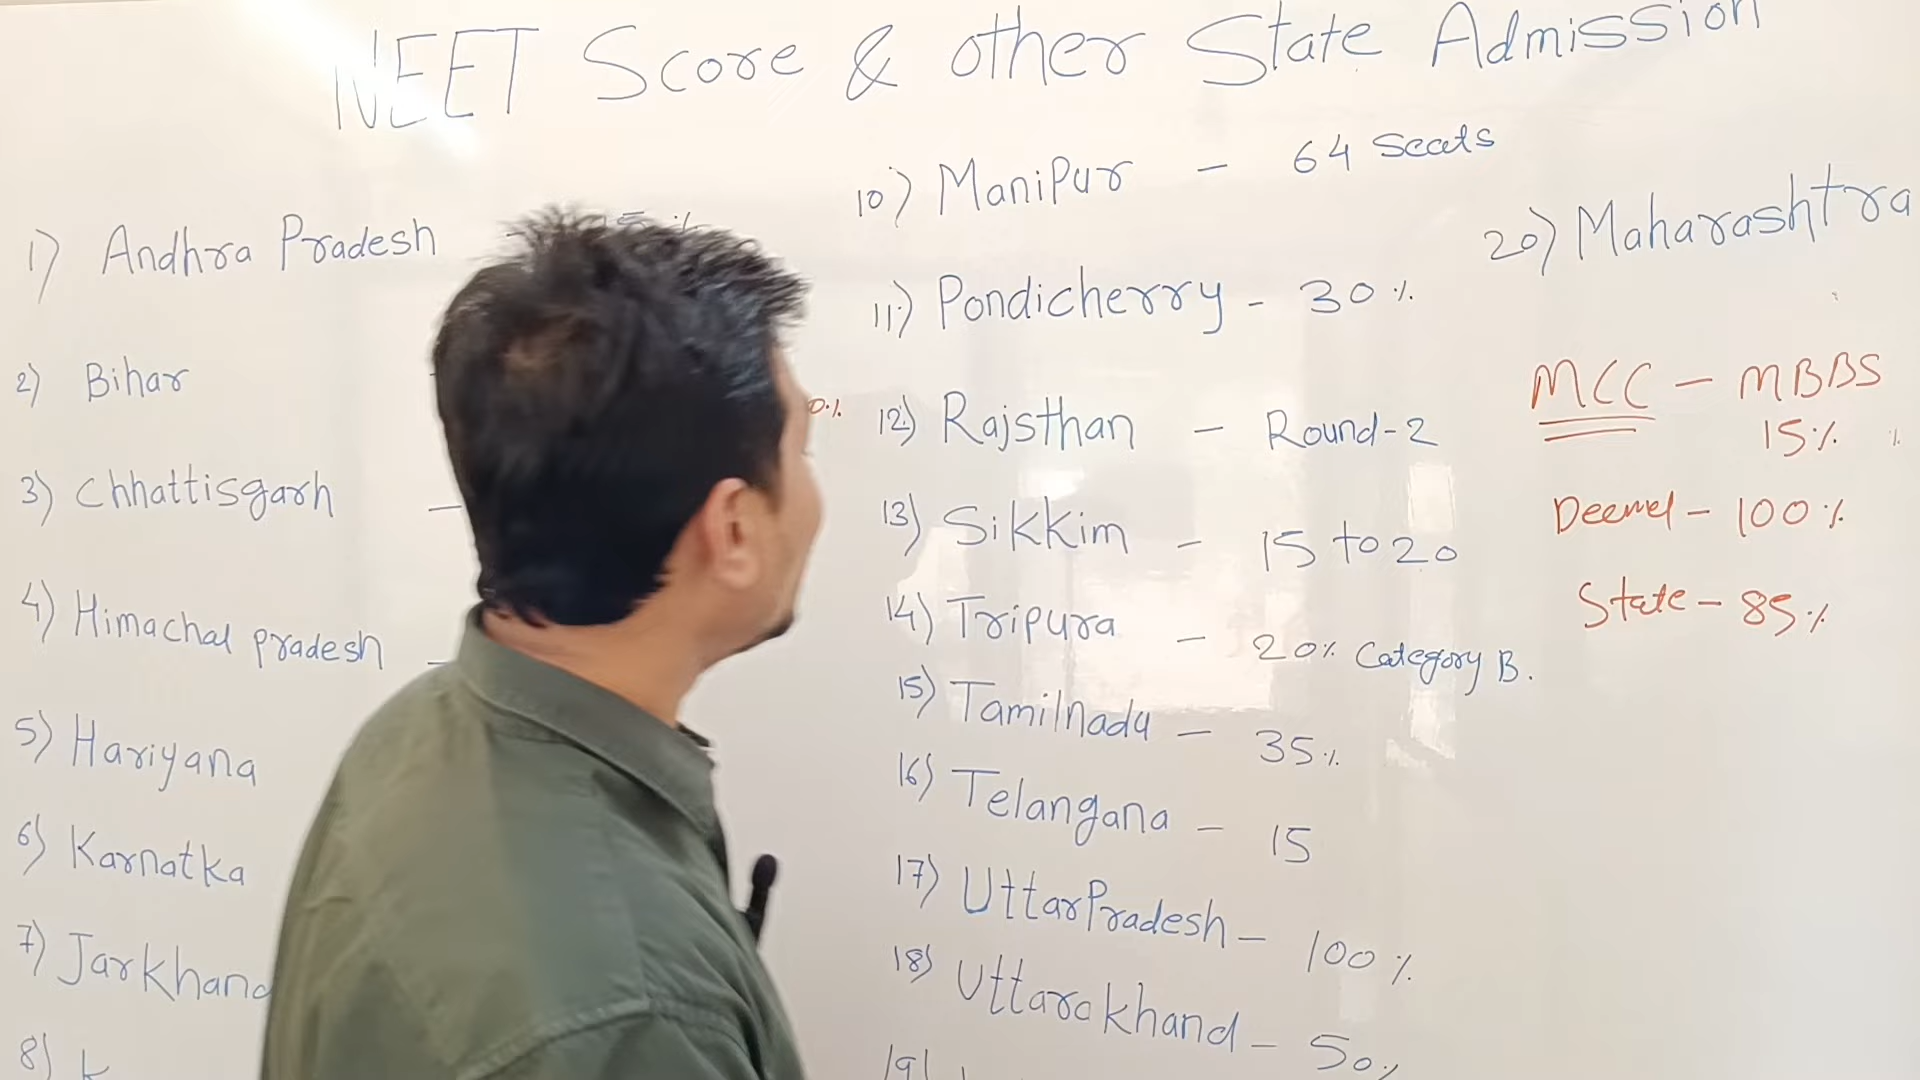 NEET Score & other State Admission
1) Andhra Pradesh -
2) Bihar
3) Chhattisgarh -
4) Himachal pradesh -
5) Hariyana
6) Karnatka
7) Jarkhand
8)
10) Manipur - 64 Seats
11) Pondicherry - 30%
12) Rajsthan - Round-2
13) Sikkim - 15 to 20
14) Tripura - 20% Category B.
15) Tamilnadu - 35%
16) Telangana - 15
17) UttarPradesh - 100%
18) Uttarakhand - 50%
19)
20) Maharashtra
MCC - MBBS
15%
Deemed - 100%
State - 85%